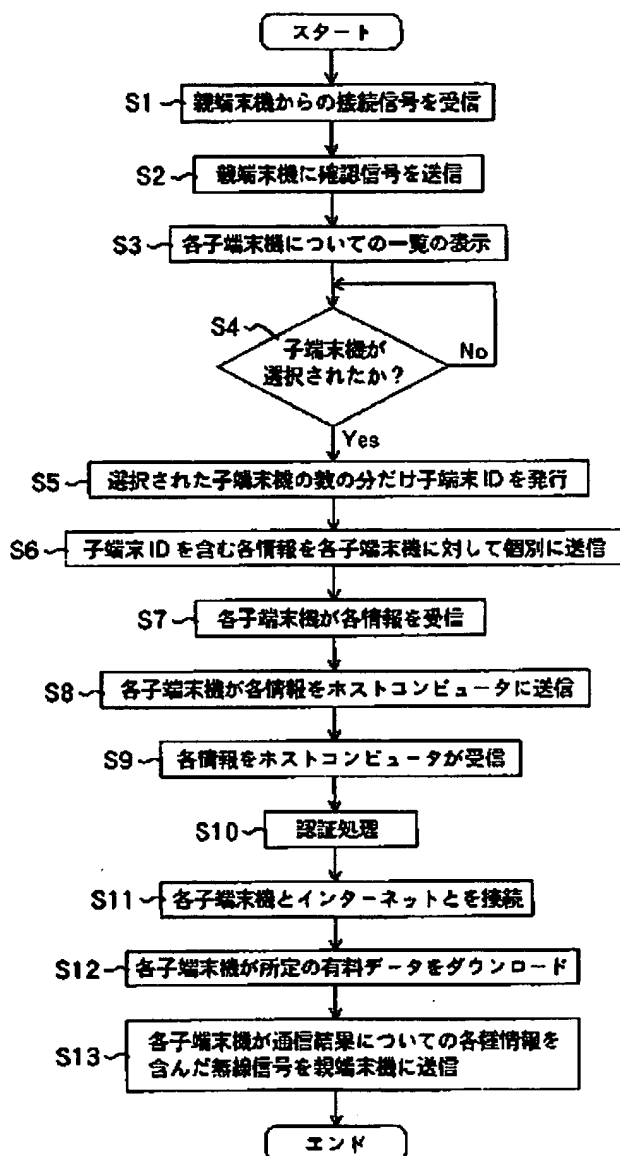 スタート
S1 親端末機からの接続信号を受信
S2 親端末機に確認信号を送信
S3 各子端末機についての一覧の表示
S4
子端末機が
選択されたか?
No
Yes
S5 選択された子端末機の数の分だけ子端末IDを発行
S6 子端末IDを含む各情報を各子端末機に対して個別に送信
S7 各子端末機が各情報を受信
S8 各子端末機が各情報をホストコンピュータに送信
S9 各情報をホストコンピュータが受信
S10 認証処理
S11 各子端末機とインターネットとを接続
S12 各子端末機が所定の有料データをダウンロード
S13 各子端末機が通信結果についての各種情報を
含んだ無線信号を親端末機に送信
エンド